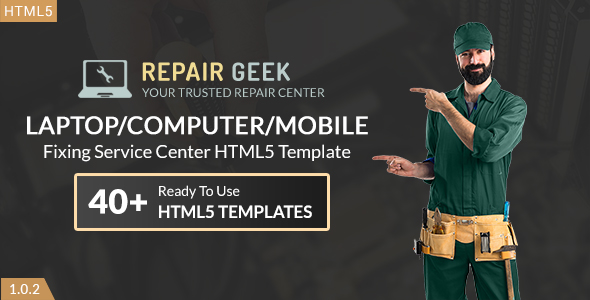 HTML5
REPAIR GEEK
YOUR TRUSTED REPAIR CENTER
LAPTOP/COMPUTER/MOBILE
Fixing Service Center HTML5 Template
40+
Ready To Use
HTML5 TEMPLATES
1.0.2